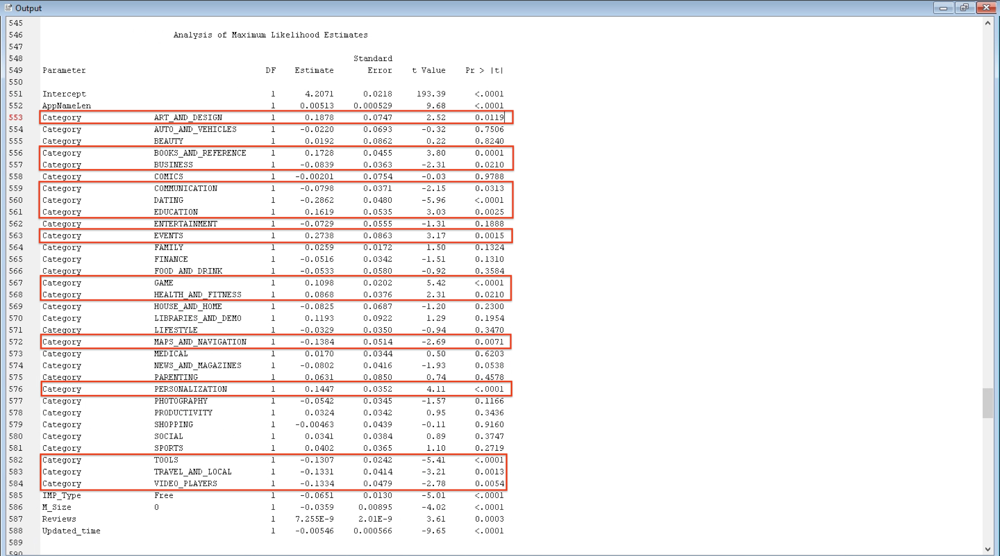 Output
545
546 Analysis of Maximum Likelihood Estimates
547
548 Standard
549 Parameter DF Estimate Error t Value Pr > |t|
550
551 Intercept 1 4.2071 0.0218 193.39 <.0001
552 AppNameLen 1 0.00513 0.000529 9.68 <.0001
553 Category ART_AND_DESIGN 1 0.1878 0.0747 2.52 0.0119
554 Category AUTO_AND_VEHICLES 1 -0.0220 0.0693 -0.32 0.7506
555 Category BEAUTY 1 0.0192 0.0862 0.22 0.8240
556 Category BOOKS_AND_REFERENCE 1 0.1728 0.0455 3.80 0.0001
557 Category BUSINESS 1 -0.0839 0.0363 -2.31 0.0210
558 Category COMICS 1 -0.00201 0.0754 -0.03 0.9788
559 Category COMMUNICATION 1 -0.0798 0.0371 -2.15 0.0313
560 Category DATING 1 -0.2862 0.0480 -5.96 <.0001
561 Category EDUCATION 1 0.1619 0.0535 3.03 0.0025
562 Category ENTERTAINMENT 1 -0.0729 0.0555 -1.31 0.1888
563 Category EVENTS 1 0.2738 0.0863 3.17 0.0015
564 Category FAMILY 1 0.0259 0.0172 1.50 0.1324
565 Category FINANCE 1 -0.0516 0.0342 -1.51 0.1310
566 Category FOOD_AND_DRINK 1 -0.0533 0.0580 -0.92 0.3584
567 Category GAME 1 0.1098 0.0202 5.42 <.0001
568 Category HEALTH_AND_FITNESS 1 0.0868 0.0376 2.31 0.0210
569 Category HOUSE_AND_HOME 1 -0.0825 0.0687 -1.20 0.2300
570 Category LIBRARIES_AND_DEMO 1 0.1193 0.0922 1.29 0.1954
571 Category LIFESTYLE 1 -0.0329 0.0350 -0.94 0.3470
572 Category MAPS_AND_NAVIGATION 1 -0.1384 0.0514 -2.69 0.0071
573 Category MEDICAL 1 0.0170 0.0344 0.50 0.6203
574 Category NEWS_AND_MAGAZINES 1 -0.0802 0.0416 -1.93 0.0538
575 Category PARENTING 1 0.0631 0.0850 0.74 0.4578
576 Category PERSONALIZATION 1 0.1447 0.0352 4.11 <.0001
577 Category PHOTOGRAPHY 1 -0.0542 0.0345 -1.57 0.1166
578 Category PRODUCTIVITY 1 0.0324 0.0342 0.95 0.3436
579 Category SHOPPING 1 -0.00463 0.0439 -0.11 0.9160
580 Category SOCIAL 1 0.0341 0.0384 0.89 0.3747
581 Category SPORTS 1 0.0402 0.0365 1.10 0.2719
582 Category TOOLS 1 -0.1307 0.0242 -5.41 <.0001
583 Category TRAVEL_AND_LOCAL 1 -0.1331 0.0414 -3.21 0.0013
584 Category VIDEO_PLAYERS 1 -0.1334 0.0479 -2.78 0.0054
585 IMP_Type Free 1 -0.0651 0.0130 -5.01 <.0001
586 M_Size 0 1 -0.0359 0.00895 -4.02 <.0001
587 Reviews 1 7.255E-9 2.01E-9 3.61 0.0003
588 Updated_time 1 -0.00546 0.000566 -9.65 <.0001
589
590